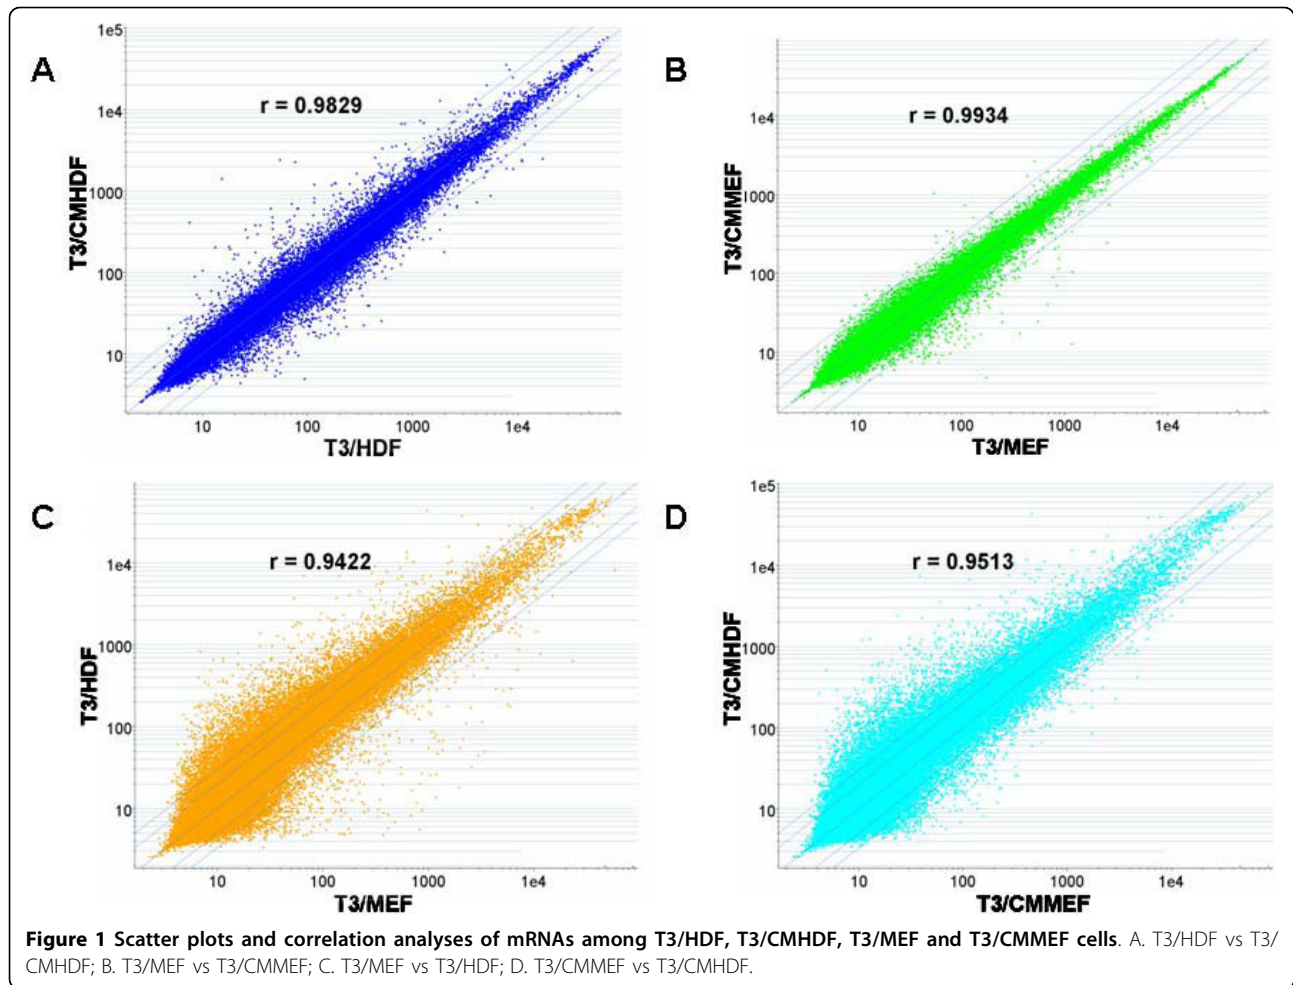 A
1e5
1e4
1000
100
10
r = 0.9829
T3/CMHDF
10 100 1000 1e4
T3/HDF
B
1e4
1000
100
10
r = 0.9934
T3/CMMEF
10 100 1000 1e4
T3/MEF
C
1e4
1000
100
10
r = 0.9422
T3/HDF
10 100 1000 1e4
T3/MEF
D
1e5
1e4
1000
100
10
r = 0.9513
T3/CMHDF
10 100 1000 1e4
T3/CMMEF
Figure 1 Scatter plots and correlation analyses of mRNAs among T3/HDF, T3/CMHDF, T3/MEF and T3/CMMEF cells. A. T3/HDF vs T3/
CMHDF; B. T3/MEF vs T3/CMMEF; C. T3/MEF vs T3/HDF; D. T3/CMMEF vs T3/CMHDF.